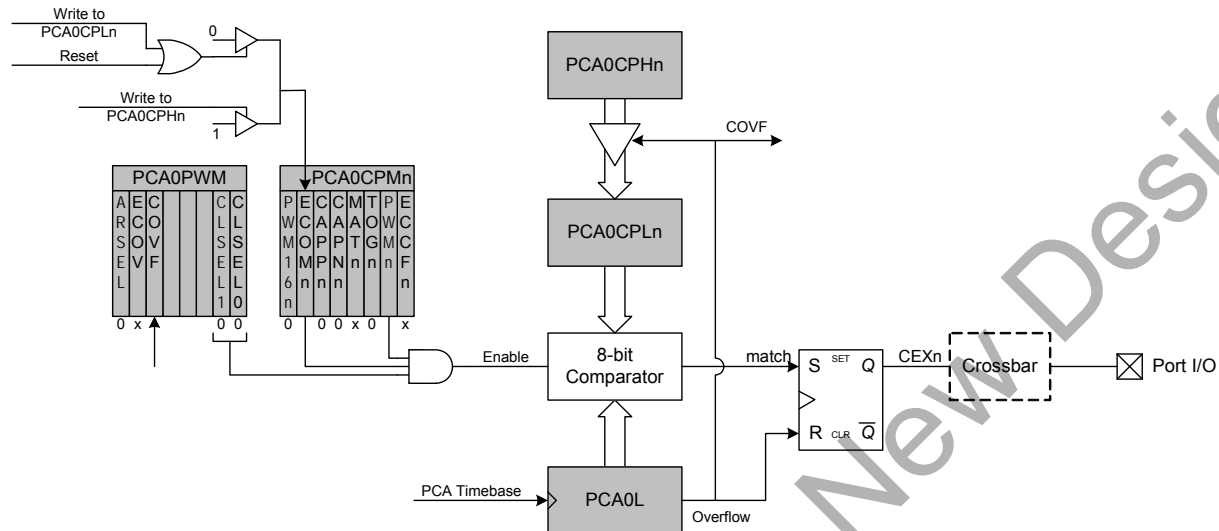 Write to
PCA0CPLn
Reset
0
Write to
PCA0CPHn
1
PCA0CPHn
COVF
PCA0PWM
ARSEL
ECOV
COVF
CLSEL1
CLSEL0
0 x 0 0
PCA0CPMn
PWM16n
ECOMn
CAPPn
CAPNn
MATn
TOGn
PWMn
ECCFn
0 0 0 x 0 x
PCA0CPLn
Enable
8-bit
Comparator
match
S SET Q
R CLR Q
CEXn
Crossbar
Port I/O
PCA Timebase
PCA0L
Overflow
New Desig